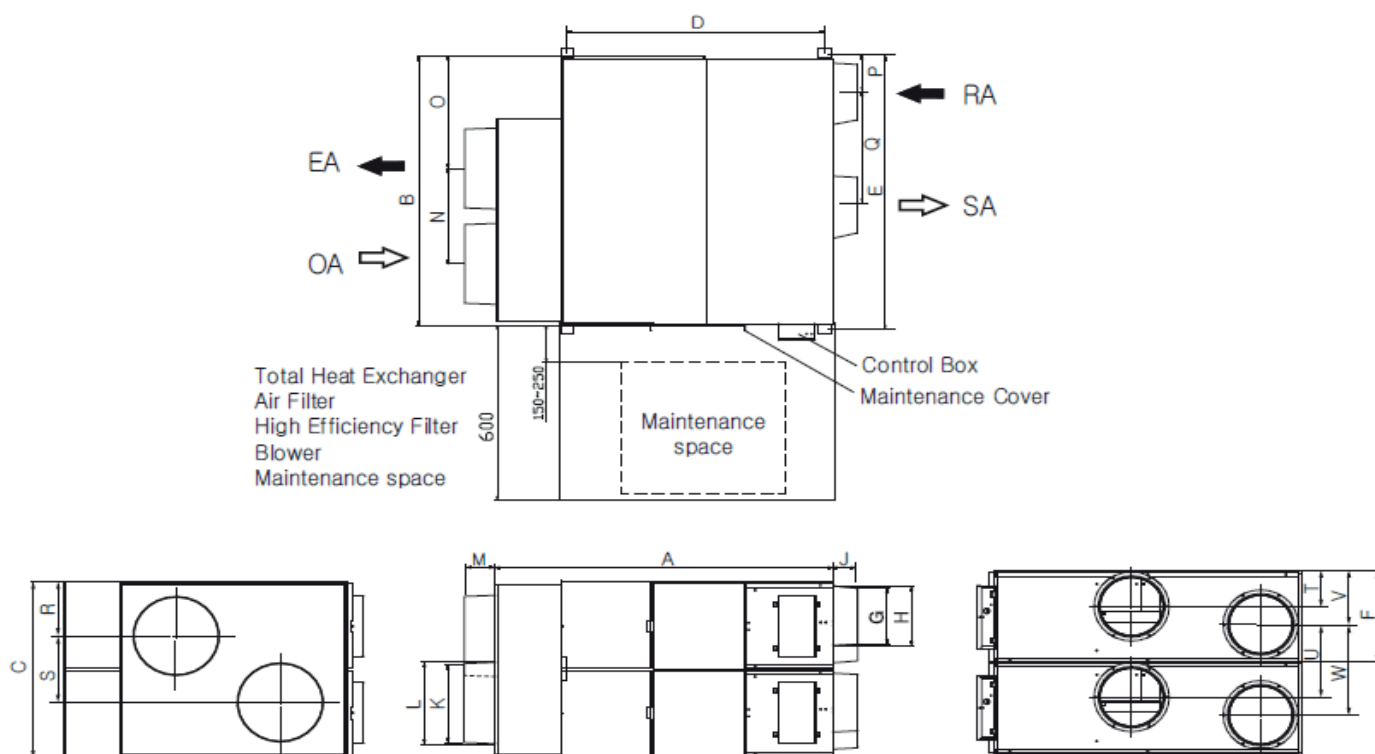 D
O
P
RA
EA
Q
B
E
N
SA
OA
Control Box
Maintenance Cover
Total Heat Exchanger
Air Filter
High Efficiency Filter
Blower
Maintenance space
150~250
600
Maintenance
space
M
A
J
R
C
S
G
H
L
K
T
V
F
U
W